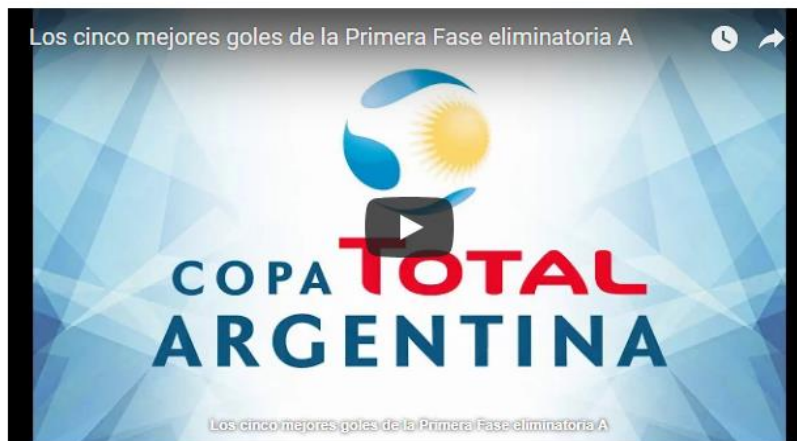 Los cinco mejores goles de la Primera Fase eliminatoria A
COPA TOTAL
ARGENTINA
Los cinco mejores goles de la Primera Fase eliminatoria A